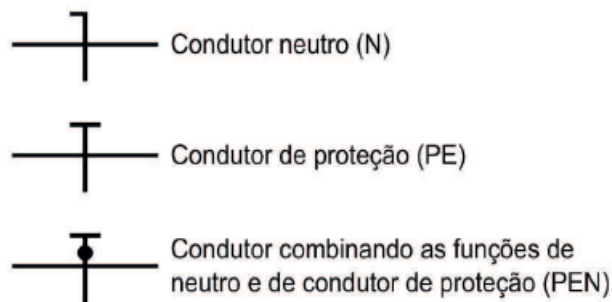 Condutor neutro (N)
Condutor de proteção (PE)
Condutor combinando as funções de
neutro e de condutor de proteção (PEN)